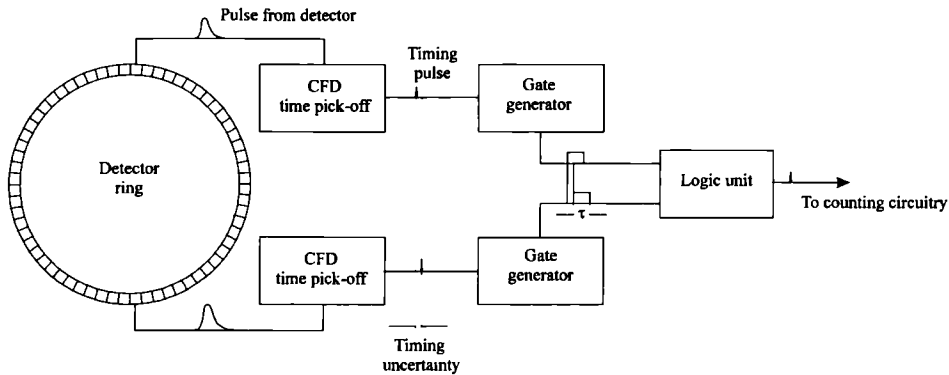 Pulse from detector
CFD
time pick-off
Timing
pulse
Gate
generator
Detector
ring
Logic unit
To counting circuitry
τ
CFD
time pick-off
Gate
generator
Timing
uncertainty